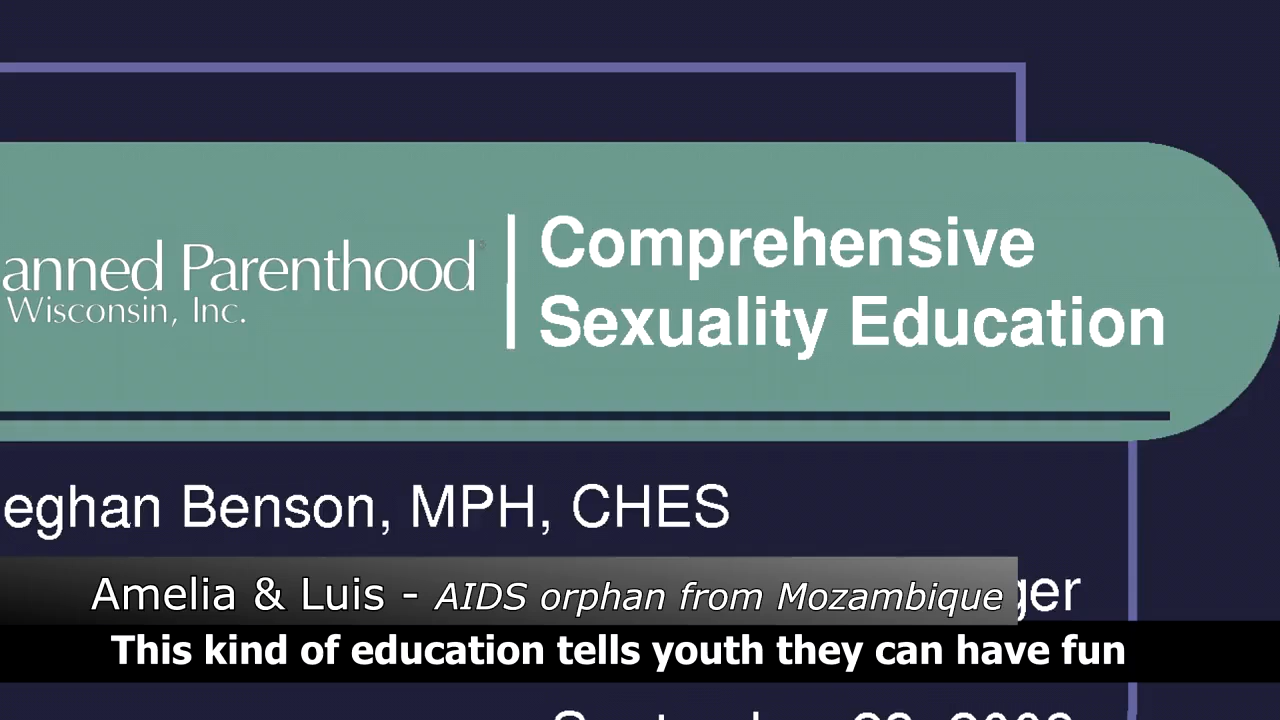 anned Parenthood
Wisconsin, Inc.
Comprehensive
Sexuality Education
eghan Benson, MPH, CHES
ger
Amelia & Luis - AIDS orphan from Mozambique
This kind of education tells youth they can have fun